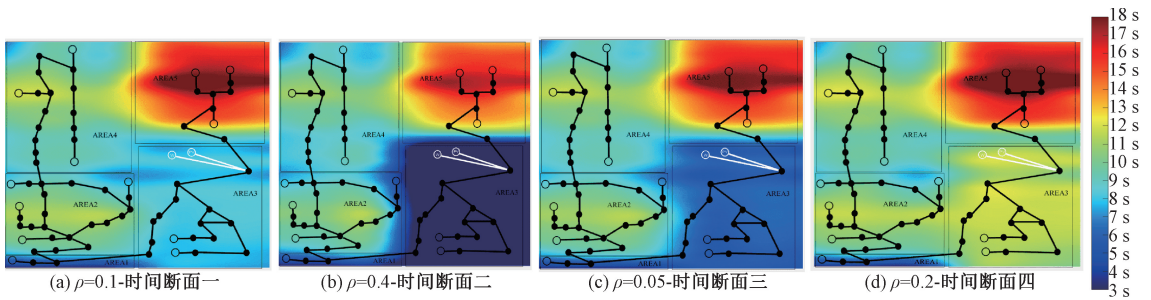 AREA5
AREA4
AREA3
AREA2
AREA1
(a) ρ=0.1-时间断面一
AREA5
AREA4
AREA3
AREA2
AREA1
(b) ρ=0.4-时间断面二
AREA5
AREA4
AREA3
AREA2
AREA1
(c) ρ=0.05-时间断面三
AREA5
AREA4
AREA3
AREA2
AREA1
(d) ρ=0.2-时间断面四
18 s
17 s
16 s
15 s
14 s
13 s
12 s
11 s
10 s
9 s
8 s
7 s
6 s
5 s
4 s
3 s